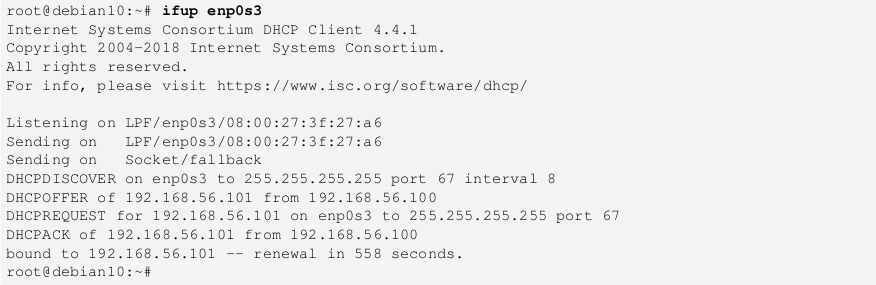 root@debian10:~# ifup enp0s3
Internet Systems Consortium DHCP Client 4.4.1
Copyright 2004-2018 Internet Systems Consortium.
All rights reserved.
For info, please visit https://www.isc.org/software/dhcp/

Listening on LPF/enp0s3/08:00:27:3f:27:a6
Sending on   LPF/enp0s3/08:00:27:3f:27:a6
Sending on   Socket/fallback
DHCPDISCOVER on enp0s3 to 255.255.255.255 port 67 interval 8
DHCPOFFER of 192.168.56.101 from 192.168.56.100
DHCPREQUEST for 192.168.56.101 on enp0s3 to 255.255.255.255 port 67
DHCPACK of 192.168.56.101 from 192.168.56.100
bound to 192.168.56.101 -- renewal in 558 seconds.
root@debian10:~#